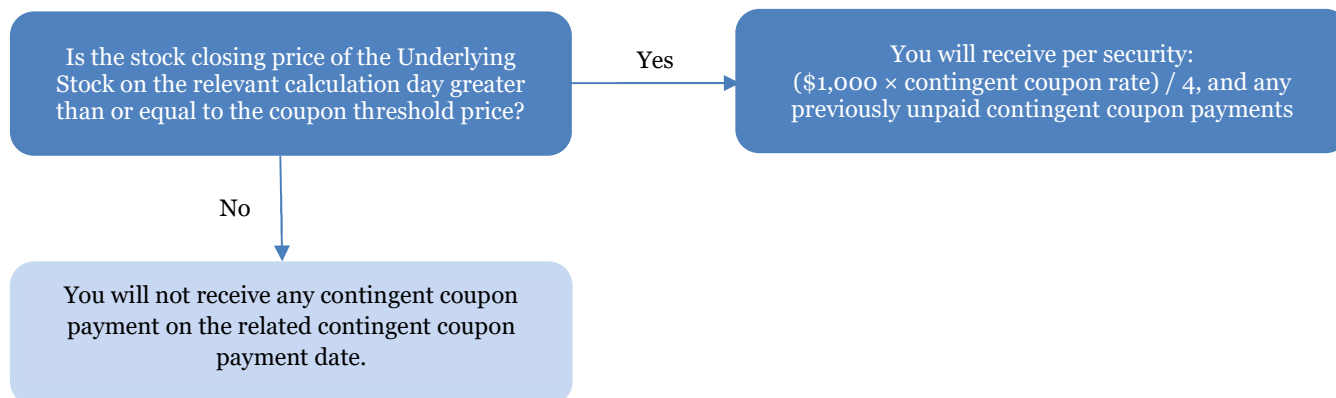 Is the stock closing price of the Underlying
Stock on the relevant calculation day greater
than or equal to the coupon threshold price?
Yes
You will receive per security:
($1,000 × contingent coupon rate) / 4, and any
previously unpaid contingent coupon payments
No
You will not receive any contingent coupon
payment on the related contingent coupon
payment date.